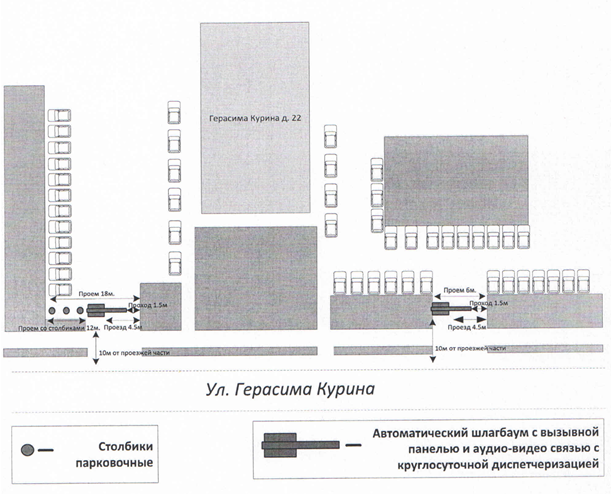 Герасима Курина д. 22
Проем 18м.
Проход 1.5м
Проем со столбиками 12м,
Проезд 4.5м
10м от проезжей части
Проем 6м.
Проход 1.5м
Проезд 4.5м
10м от проезжей части
Ул. Герасима Курина
Столбики
парковочные
Автоматический шлагбаум с вызывной
панелью и аудио-видео связью с
круглосуточной диспетчеризацией